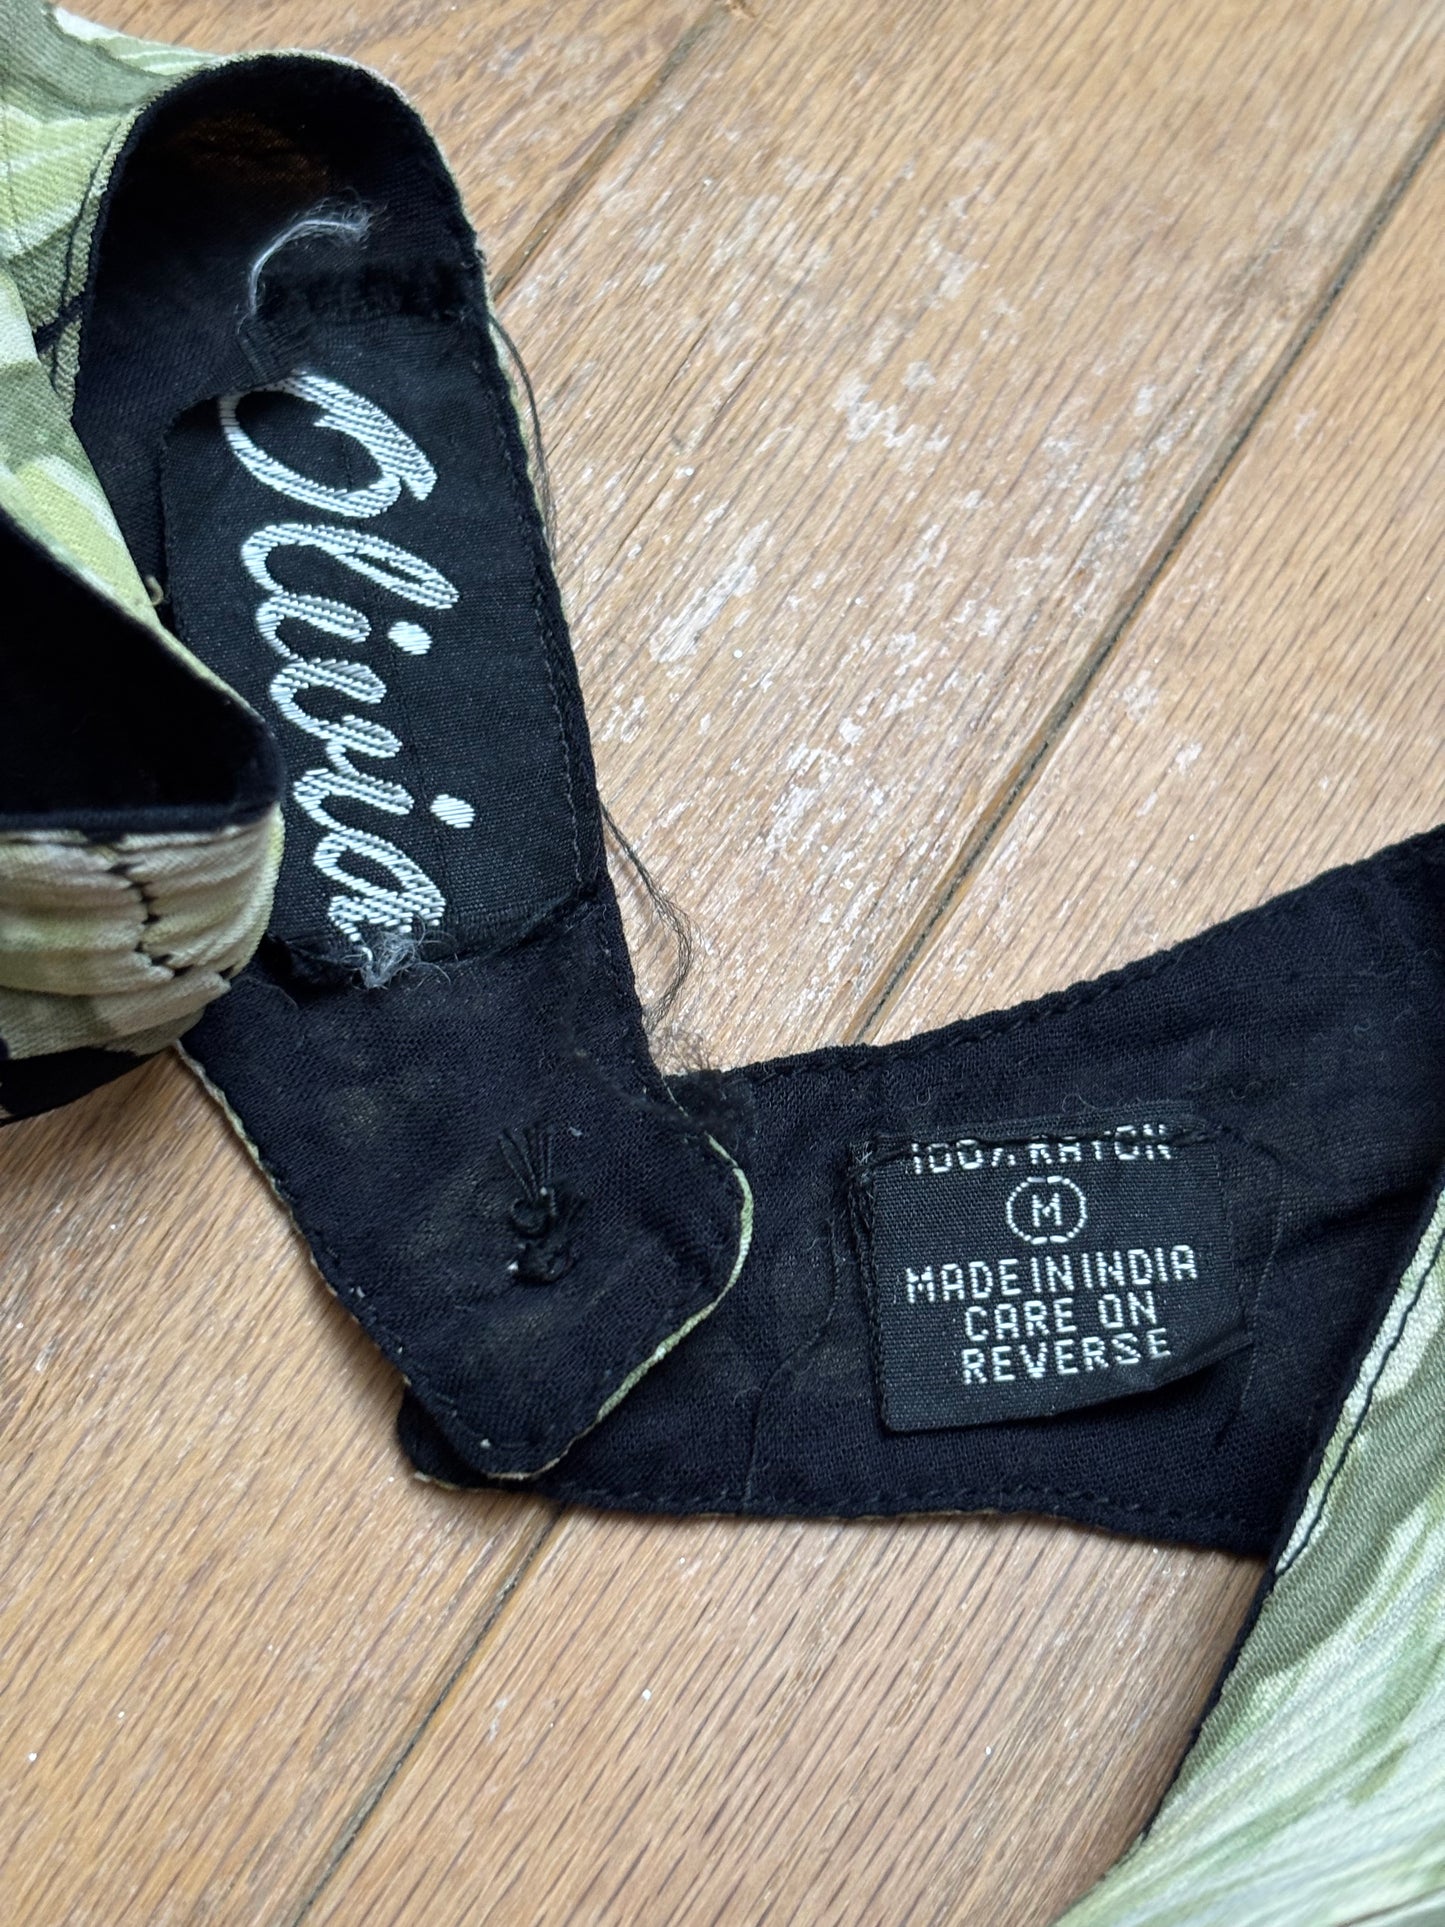 Olivia
100% RAYON
M
MADE IN INDIA
CARE ON
REVERSE